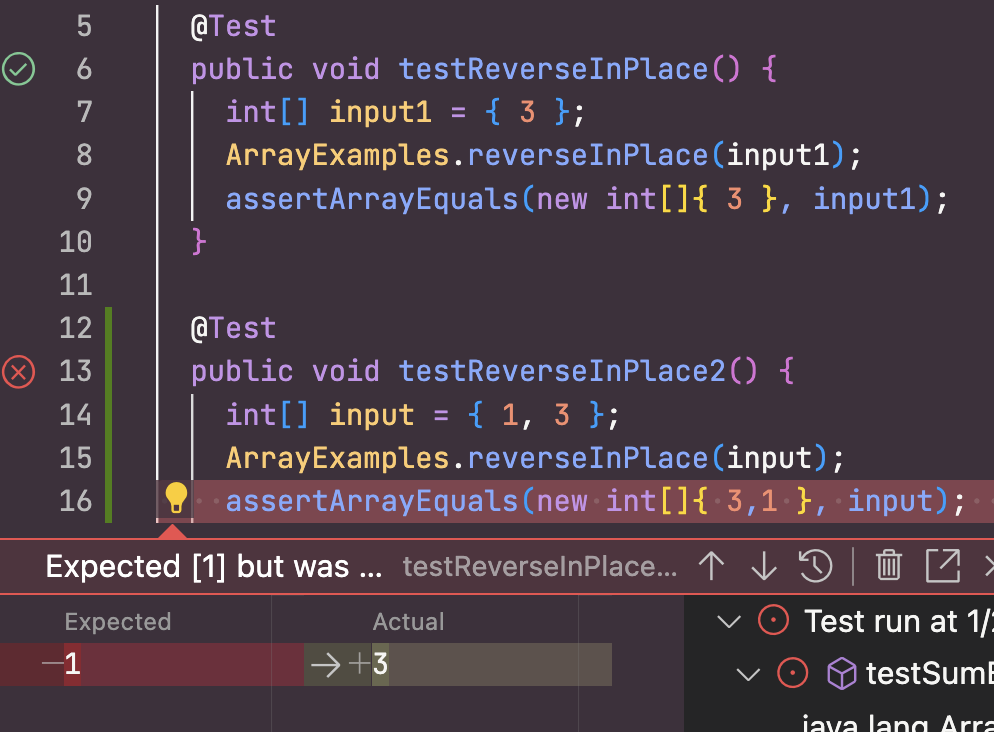 5 @Test
6 public void testReverseInPlace() {
7 int[] input1 = { 3 };
8 ArrayExamples.reverseInPlace(input1);
9 assertArrayEquals(new int[]{ 3 }, input1);
10 }
11
12 @Test
13 public void testReverseInPlace2() {
14 int[] input = { 1, 3 };
15 ArrayExamples.reverseInPlace(input);
16 assertArrayEquals(new int[]{ 3,1 }, input);
Expected [1] but was ... testReverseInPlace...
Expected Actual
−1 → +3
Test run at 1/2
testSum
java.lang.Arra